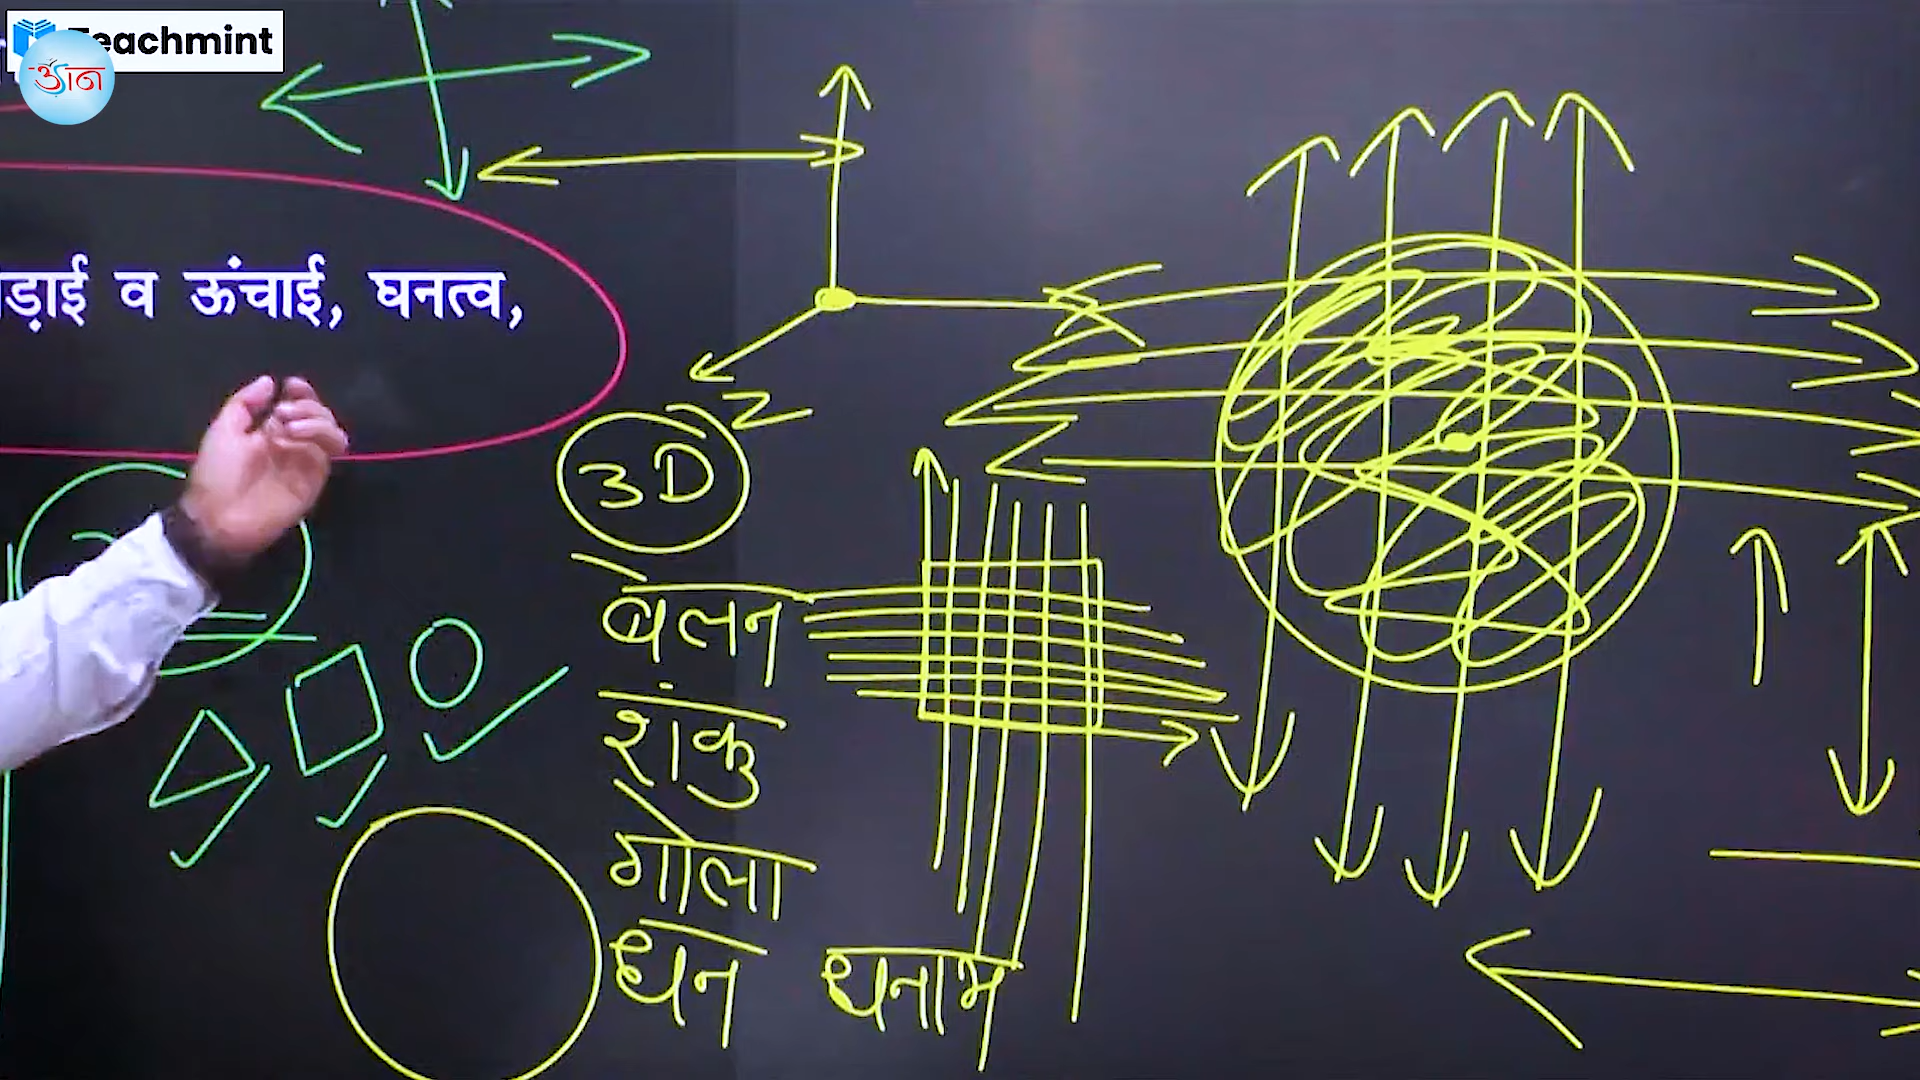 Teachmint
ज्ञान
ड़ाई व ऊंचाई, घनत्व,
3D
बेलन
शंकु
गोला
घन घनाभ